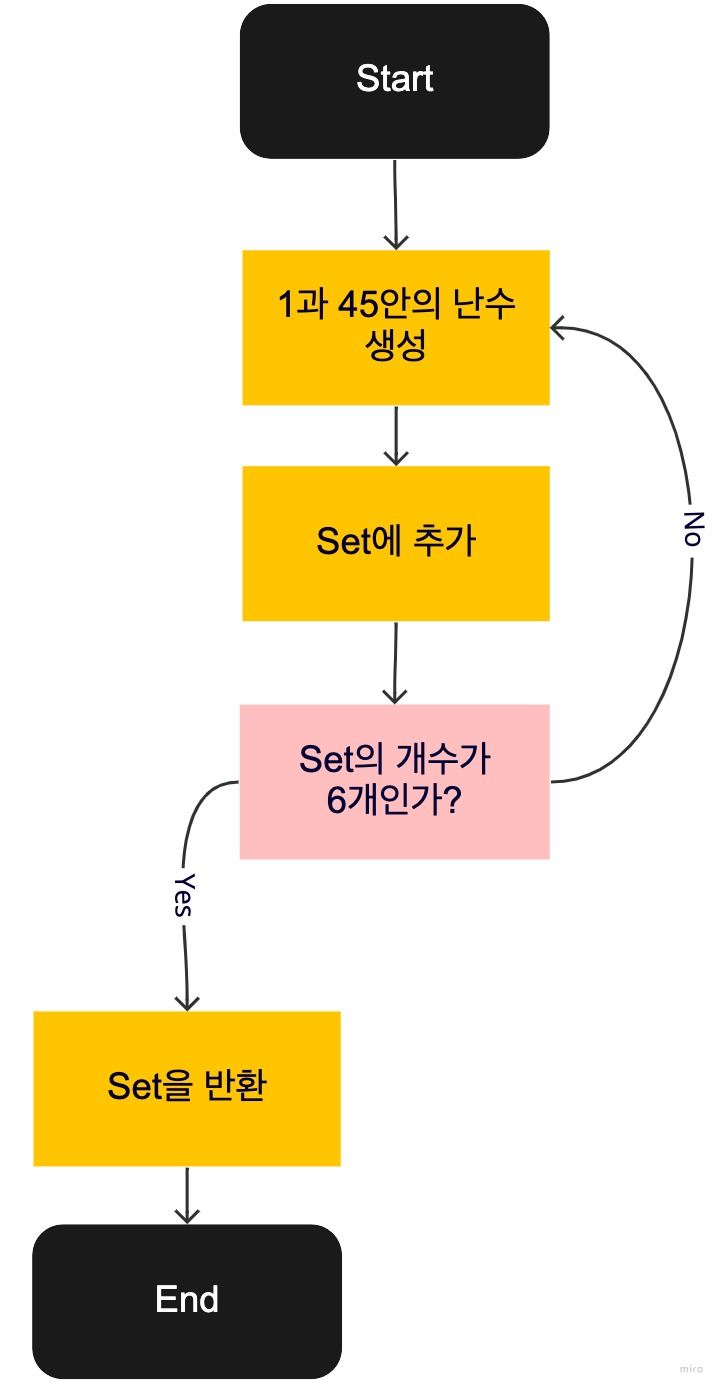 Start
1과 45안의 난수
생성
Set에 추가
No
Set의 개수가
6개인가?
Yes
Set을 반환
End
miro